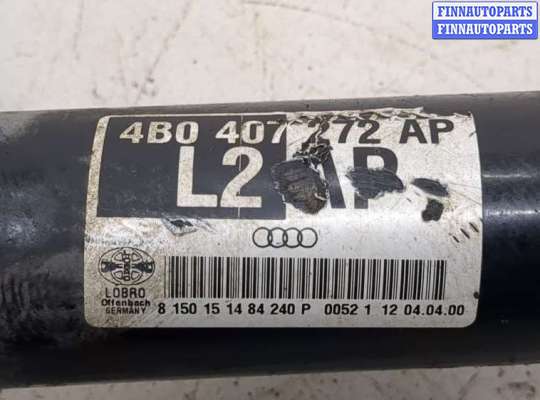 FINNAUTOPARTS
FINNAUTOPARTS
4B0 407 272 AP
L2 AP
LOBRO
Offenbach
GERMANY
8 150 15 14 84 240 P 0052 1 12 04.04.00